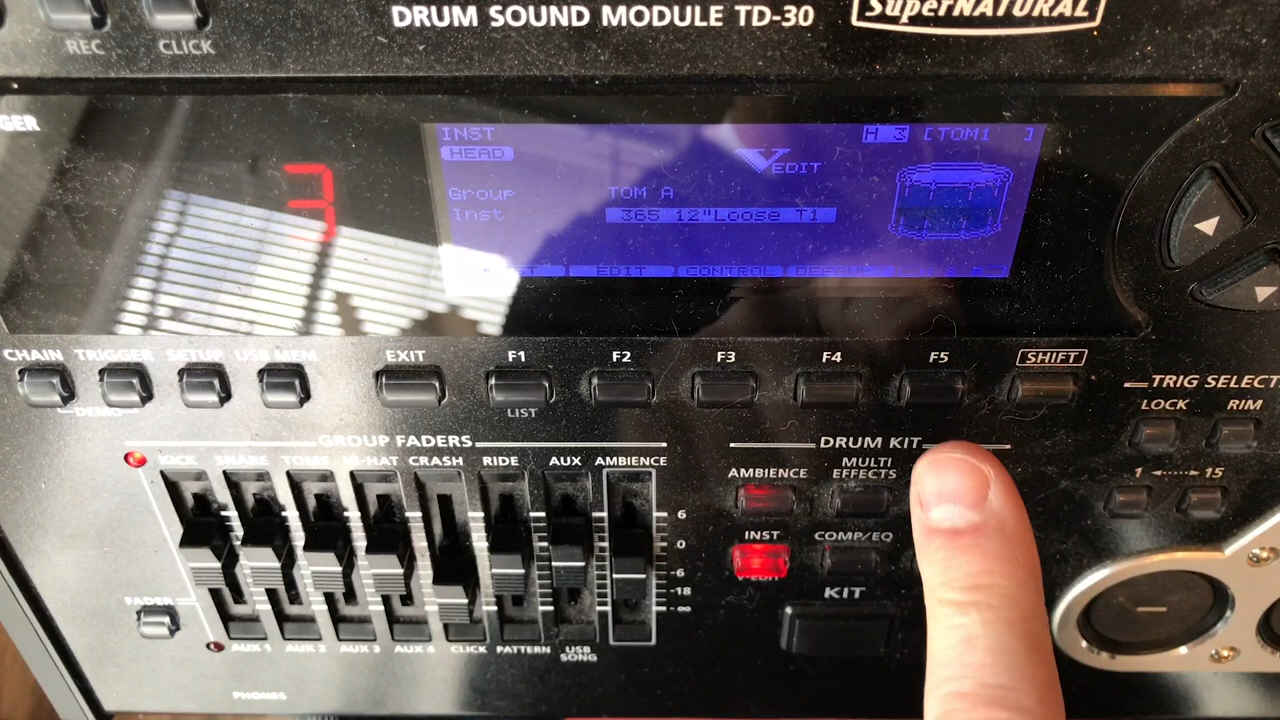 DRUM SOUND MODULE TD-30
SuperNATURAL
REC CLICK
GER
INST
H 3 [TOM1 ]
HEAD
V EDIT
Group TOM A
Inst 365 12"Loose T1
EDIT CONTROL
3
CHAIN TRIGGER SETUP USB MEM EXIT F1 F2 F3 F4 F5 SHIFT
DEMO
LIST
TRIG SELECT
LOCK RIM
1 15
GROUP FADERS
KICK SNARE TOMS HI-HAT CRASH RIDE AUX AMBIENCE
6
0
-6
-18
-∞
FADER
AUX 1 AUX 2 AUX 3 AUX 4 CLICK PATTERN USB SONG
PHONES
DRUM KIT
AMBIENCE MULTI EFFECTS
INST COMP/EQ
KIT